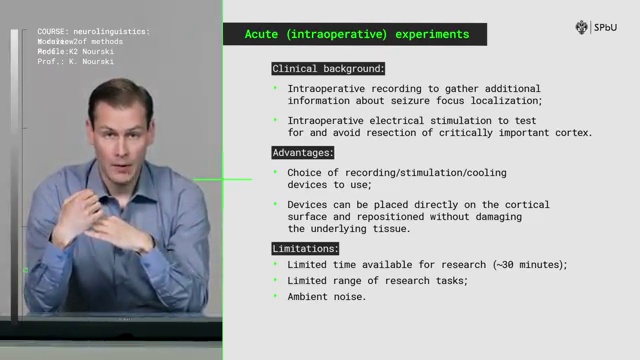 COURSE: neurolinguistics:
of methods
K2 Nourski
Prof.: K. Nourski
SPbU
Acute (intraoperative) experiments
Clinical background:
Intraoperative recording to gather additional
information about seizure focus localization;
Intraoperative electrical stimulation to test
for and avoid resection of critically important cortex.
Advantages:
Choice of recording/stimulation/cooling
devices to use;
Devices can be placed directly on the cortical
surface and repositioned without damaging
the underlying tissue.
Limitations:
Limited time available for research (~30 minutes);
Limited range of research tasks;
Ambient noise.